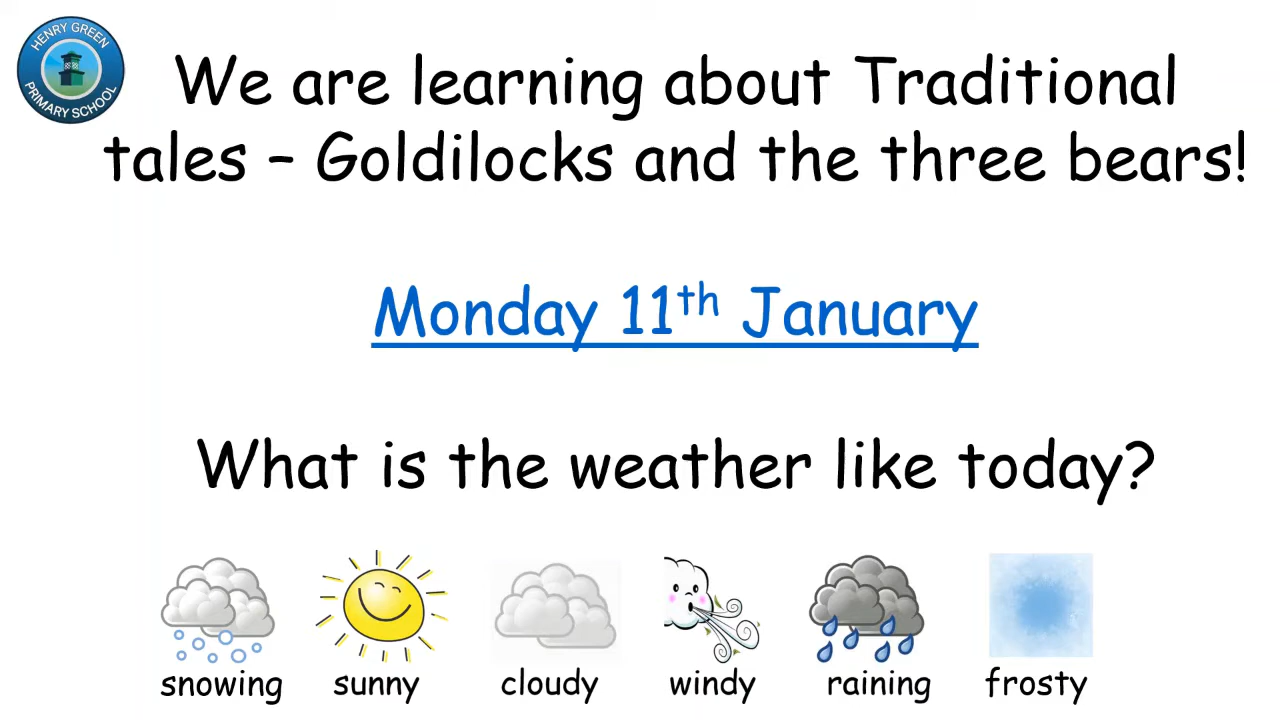 HENRY GREEN
PRIMARY SCHOOL
We are learning about Traditional
tales – Goldilocks and the three bears!
Monday 11th January
What is the weather like today?
snowing sunny cloudy windy raining frosty